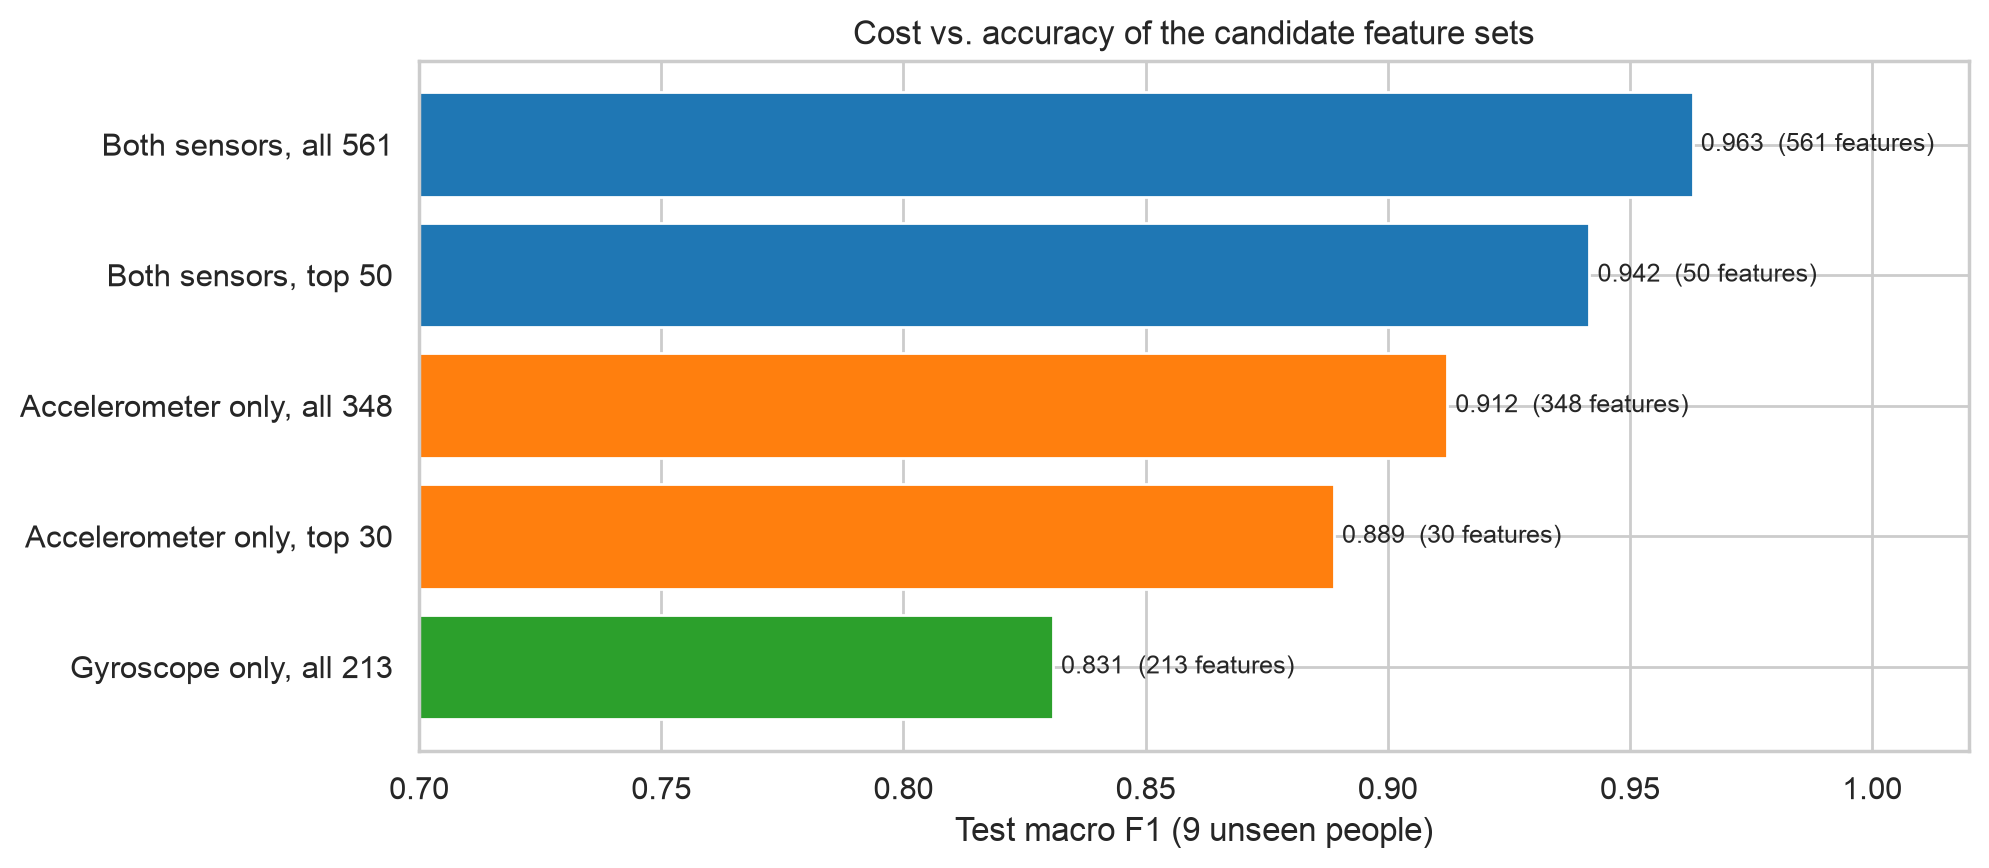 Cost vs. accuracy of the candidate feature sets
Both sensors, all 561
0.963 (561 features)
Both sensors, top 50
0.942 (50 features)
Accelerometer only, all 348
0.912 (348 features)
Accelerometer only, top 30
0.889 (30 features)
Gyroscope only, all 213
0.831 (213 features)
0.70 0.75 0.80 0.85 0.90 0.95 1.00
Test macro F1 (9 unseen people)